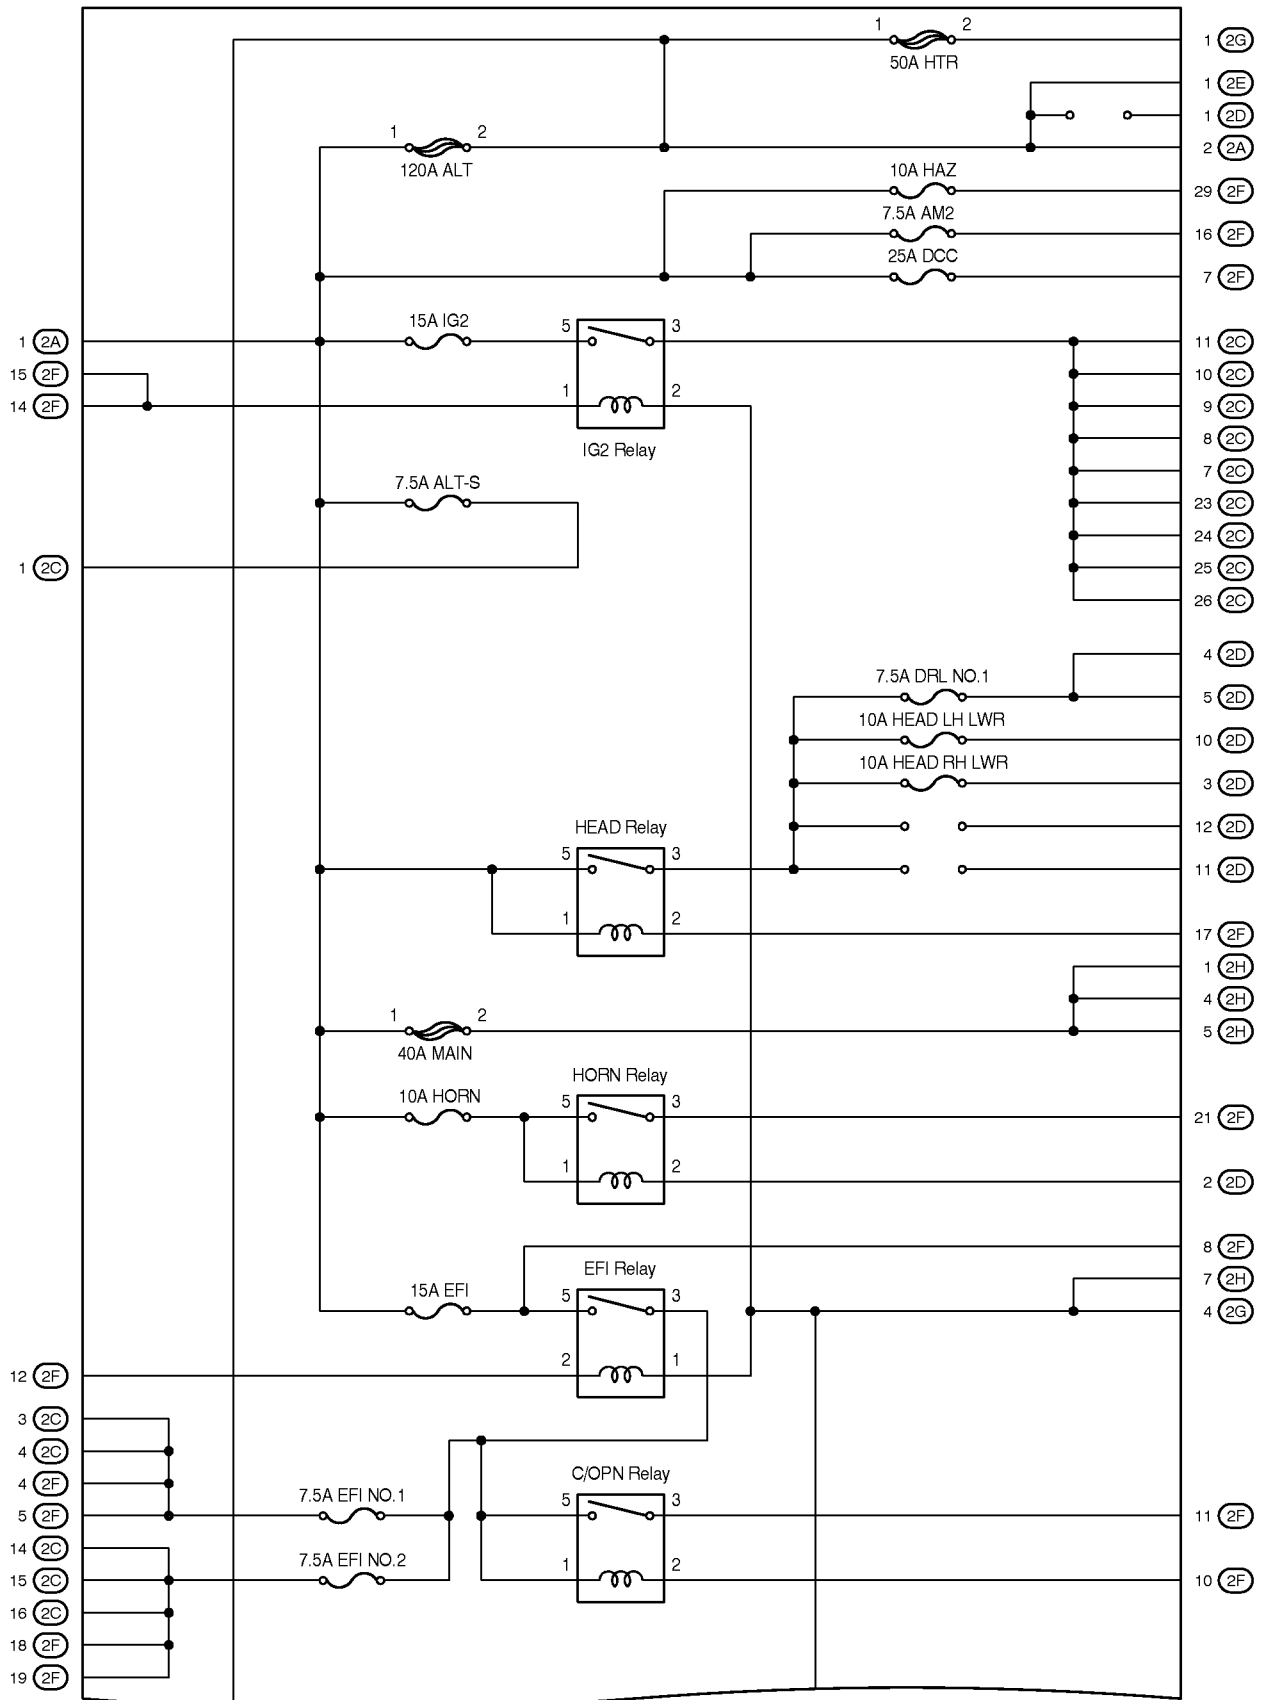 1 2 1 2G
50A HTR
1 2E
1 2D
1 2 2 2A
120A ALT
10A HAZ
29 2F
7.5A AM2
16 2F
25A DCC
7 2F
15A IG2
1 2A 5 3 11 2C
15 2F 10 2C
14 2F 1 2 9 2C
8 2C
IG2 Relay
7 2C
7.5A ALT-S
23 2C
24 2C
1 2C 25 2C
26 2C
4 2D
7.5A DRL NO.1
5 2D
10A HEAD LH LWR
10 2D
10A HEAD RH LWR
3 2D
HEAD Relay 12 2D
5 3 11 2D
1 2 17 2F
1 2H
4 2H
1 2 5 2H
40A MAIN
HORN Relay
10A HORN
5 3 21 2F
1 2 2 2D
8 2F
EFI Relay 7 2H
15A EFI
5 3 4 2G
12 2F 2 1
3 2C
4 2C
C/OPN Relay
4 2F
7.5A EFI NO.1
5 2F 5 3 11 2F
14 2C
7.5A EFI NO.2
15 2C 1 2 10 2F
16 2C
18 2F
19 2F